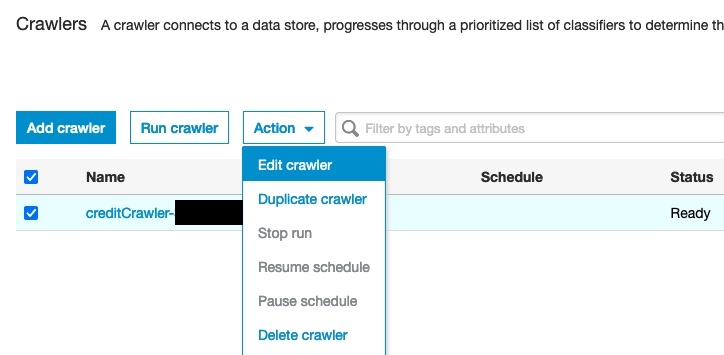 Crawlers A crawler connects to a data store, progresses through a prioritized list of classifiers to determine th
Add crawler Run crawler Action Filter by tags and attributes
Edit crawler
Name Schedule Status
Duplicate crawler
creditCrawler- Ready
Stop run
Resume schedule
Pause schedule
Delete crawler